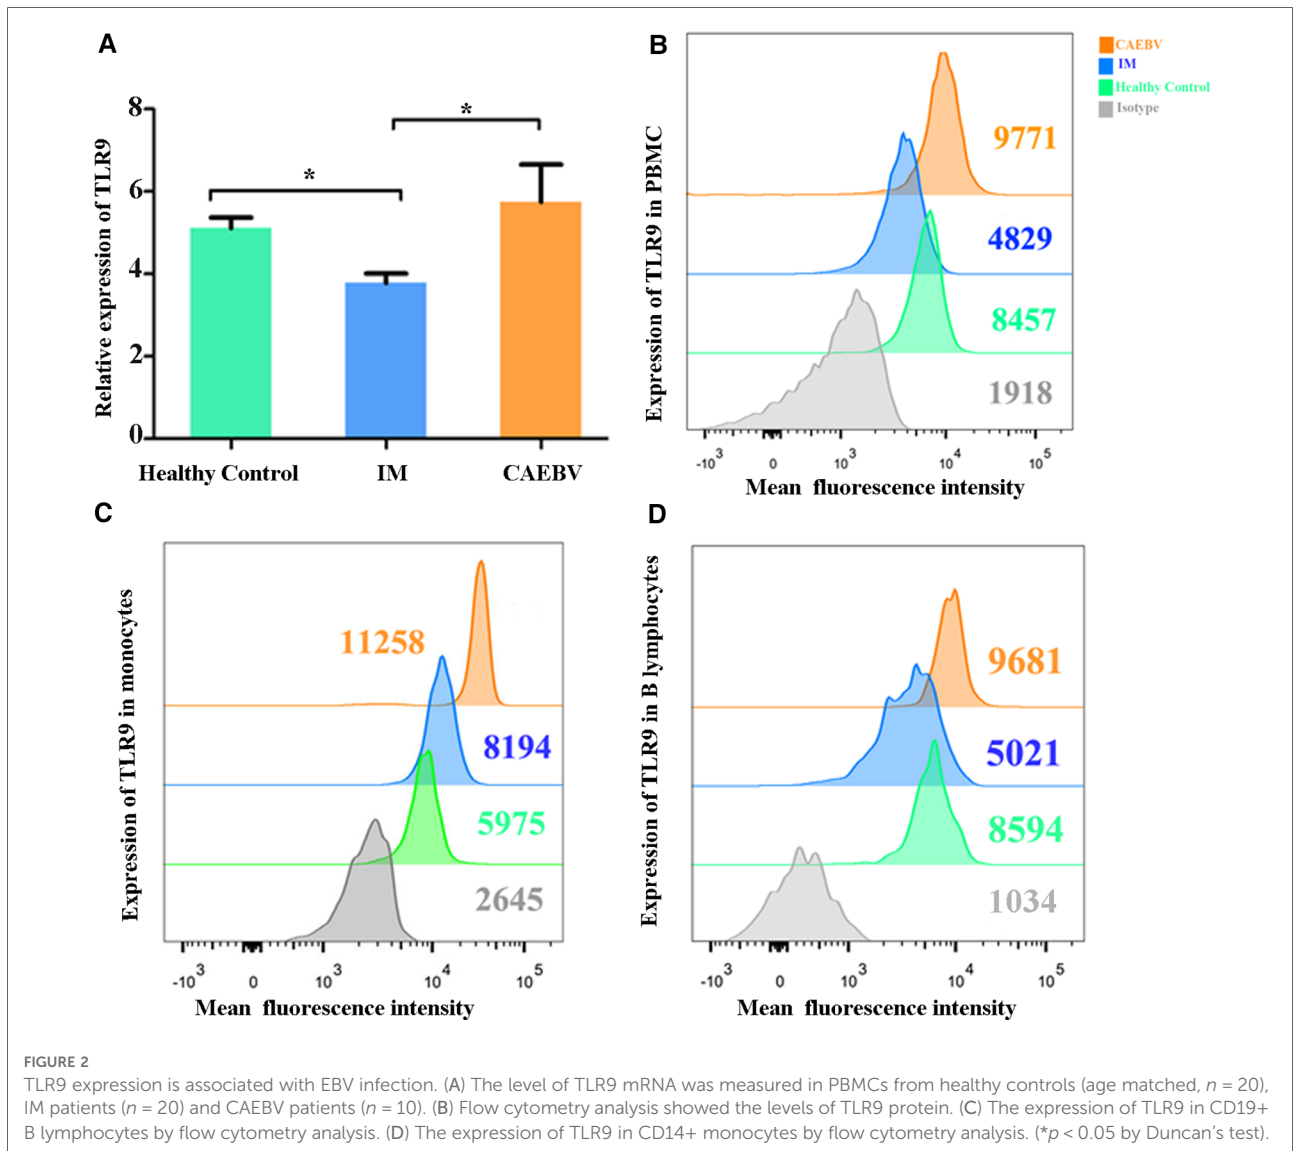 A
Relative expression of TLR9
8
6
4
2
0
*
*
Healthy Control
IM
CAEBV
B
Expression of TLR9 in PBMC
9771
4829
8457
1918
-10³
0
10³
10⁴
10⁵
Mean fluorescence intensity
CAEBV
IM
Healthy Control
Isotype
C
Expression of TLR9 in monocytes
11258
8194
5975
2645
-10³
0
10³
10⁴
10⁵
Mean fluorescence intensity
D
Expression of TLR9 in B lymphocytes
9681
5021
8594
1034
-10³
0
10³
10⁴
10⁵
Mean fluorescence intensity
FIGURE 2
TLR9 expression is associated with EBV infection. (A) The level of TLR9 mRNA was measured in PBMCs from healthy controls (age matched, n = 20),
IM patients (n = 20) and CAEBV patients (n = 10). (B) Flow cytometry analysis showed the levels of TLR9 protein. (C) The expression of TLR9 in CD19+
B lymphocytes by flow cytometry analysis. (D) The expression of TLR9 in CD14+ monocytes by flow cytometry analysis. (*p < 0.05 by Duncan’s test).